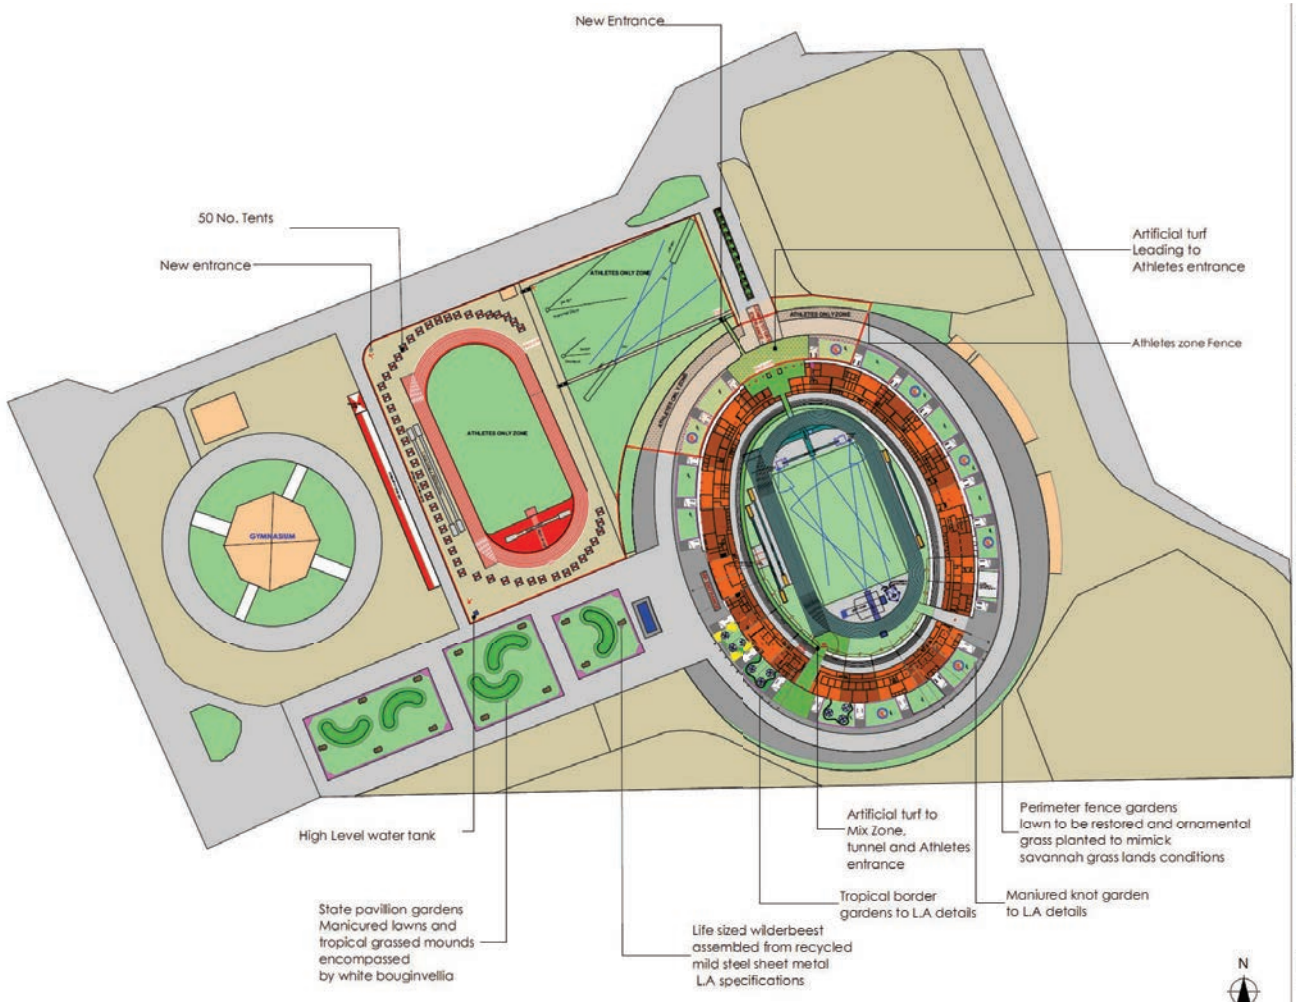 New Entrance
50 No. Tents
New entrance
Artificial turf
Leading to
Athletes entrance
ATHLETES ONLY ZONE
ATHLETES ONLY ZONE
Athletes zone Fence
ATHLETES ONLY ZONE
ATHLETES ONLY ZONE
GYMNASIUM
High Level water tank
Artificial turf to
Mix Zone,
tunnel and Athletes
entrance
Perimeter fence gardens
lawn to be restored and ornamental
grass planted to mimick
savannah grass lands conditions
Tropical border
gardens to L.A details
Maniured knot garden
to L.A details
State pavillion gardens
Manicured lawns and
tropical grassed mounds
encompassed
by white bouginvellia
Life sized wilderbeest
assembled from recycled
mild steel sheet metal
L.A specifications
N